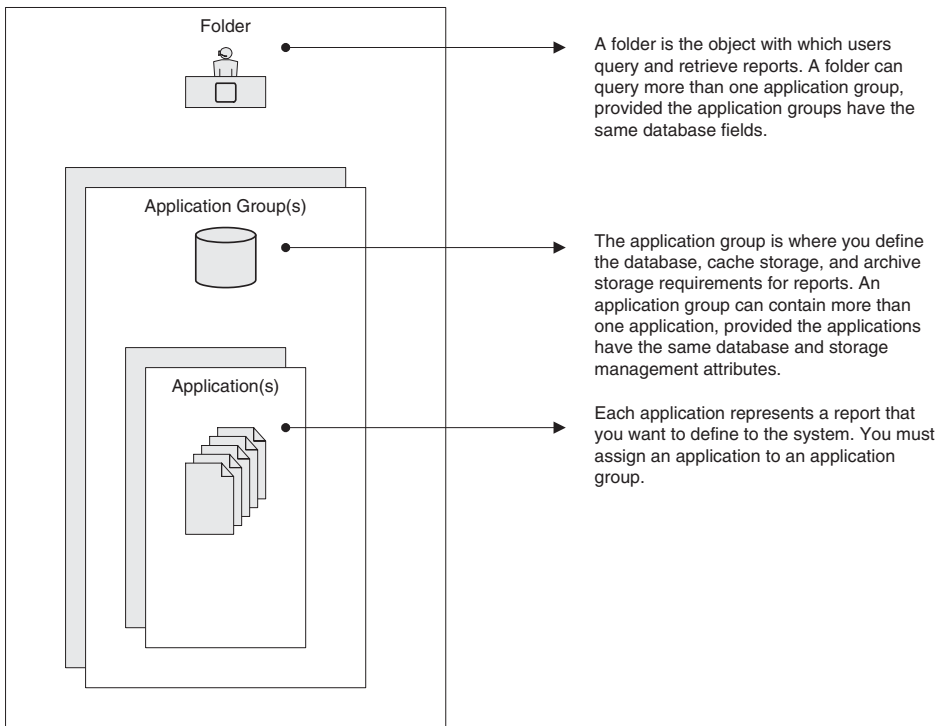 Folder
A folder is the object with which users
query and retrieve reports. A folder can
query more than one application group,
provided the application groups have the
same database fields.
Application Group(s)
The application group is where you define
the database, cache storage, and archive
storage requirements for reports. An
application group can contain more than
one application, provided the applications
have the same database and storage
management attributes.
Application(s)
Each application represents a report that
you want to define to the system. You must
assign an application to an application
group.